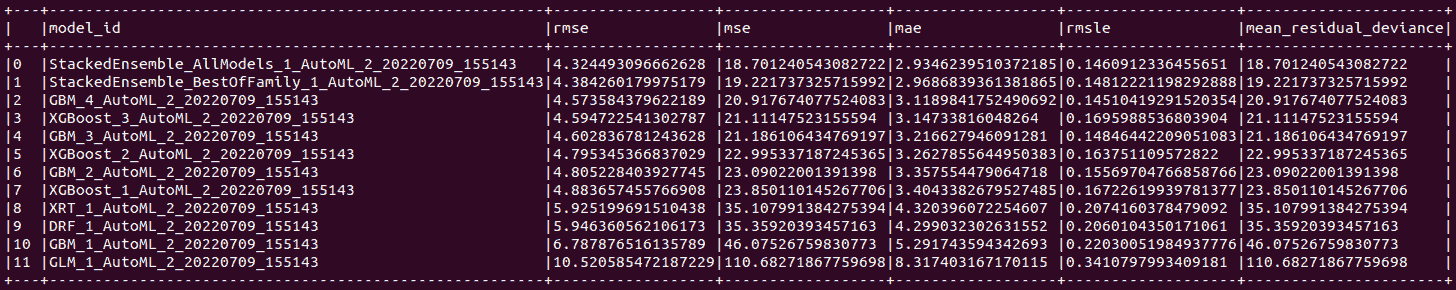 +---+---------------------------------------------------------+------------------+------------------+------------------+-------------------+----------------------+
|   |model_id                                                 |rmse              |mse               |mae               |rmsle              |mean_residual_deviance|
+---+---------------------------------------------------------+------------------+------------------+------------------+-------------------+----------------------+
|0  |StackedEnsemble_AllModels_1_AutoML_2_20220709_155143     |4.324493096662628 |18.701240543082722|2.9346239510372185|0.1460912336455651 |18.701240543082722    |
|1  |StackedEnsemble_BestOfFamily_1_AutoML_2_20220709_155143|4.384260179975179 |19.221737325715992|2.9686839361381865|0.14812221198292888|19.221737325715992    |
|2  |GBM_4_AutoML_2_20220709_155143                           |4.573584379622189 |20.917674077524083|3.1189841752490692|0.14510419291520354|20.917674077524083    |
|3  |XGBoost_3_AutoML_2_20220709_155143                       |4.594722541302787 |21.11147523155594 |3.14733816048264  |0.1695988536803904 |21.11147523155594     |
|4  |GBM_3_AutoML_2_20220709_155143                           |4.602836781243628 |21.186106434769197|3.216627946091281 |0.14846442209051083|21.186106434769197    |
|5  |XGBoost_2_AutoML_2_20220709_155143                       |4.795345366837029 |22.995337187245365|3.2627855644950383|0.163751109572822  |22.995337187245365    |
|6  |GBM_2_AutoML_2_20220709_155143                           |4.805228403927745 |23.09022001391398 |3.357554479064718 |0.15569704766858766|23.09022001391398     |
|7  |XGBoost_1_AutoML_2_20220709_155143                       |4.883657455766908 |23.850110145267706|3.4043382679527485|0.16722619939781377|23.850110145267706    |
|8  |XRT_1_AutoML_2_20220709_155143                           |5.925199691510438 |35.107991384275394|4.320396072254607 |0.2074160378479092 |35.107991384275394    |
|9  |DRF_1_AutoML_2_20220709_155143                           |5.946360562106173 |35.35920393457163 |4.299032302631552 |0.2060104350171061 |35.35920393457163     |
|10 |GBM_1_AutoML_2_20220709_155143                           |6.787876516135789 |46.07526759830773 |5.291743594342693 |0.22030051984937776|46.07526759830773     |
|11 |GLM_1_AutoML_2_20220709_155143                           |10.520585472187229|110.68271867759698|8.317403167170115 |0.3410797993409181 |110.68271867759698    |
+---+---------------------------------------------------------+------------------+------------------+------------------+-------------------+----------------------+